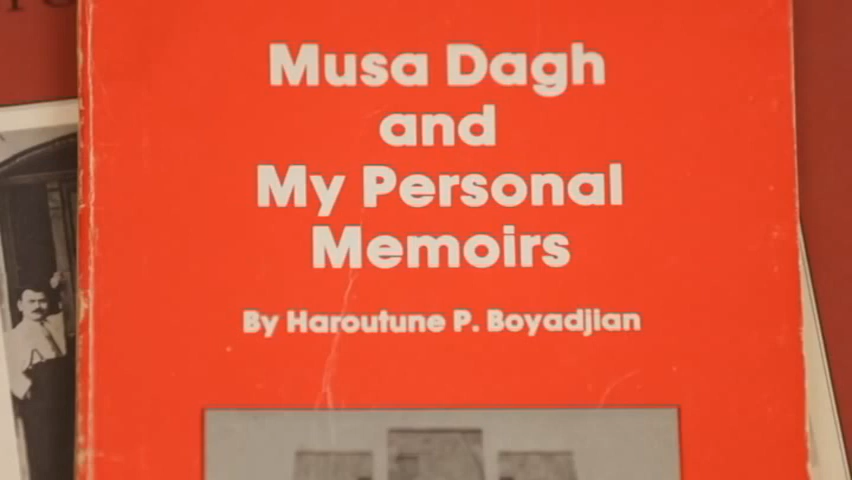 Musa Dagh
and
My Personal
Memoirs
By Haroutune P. Boyadjian